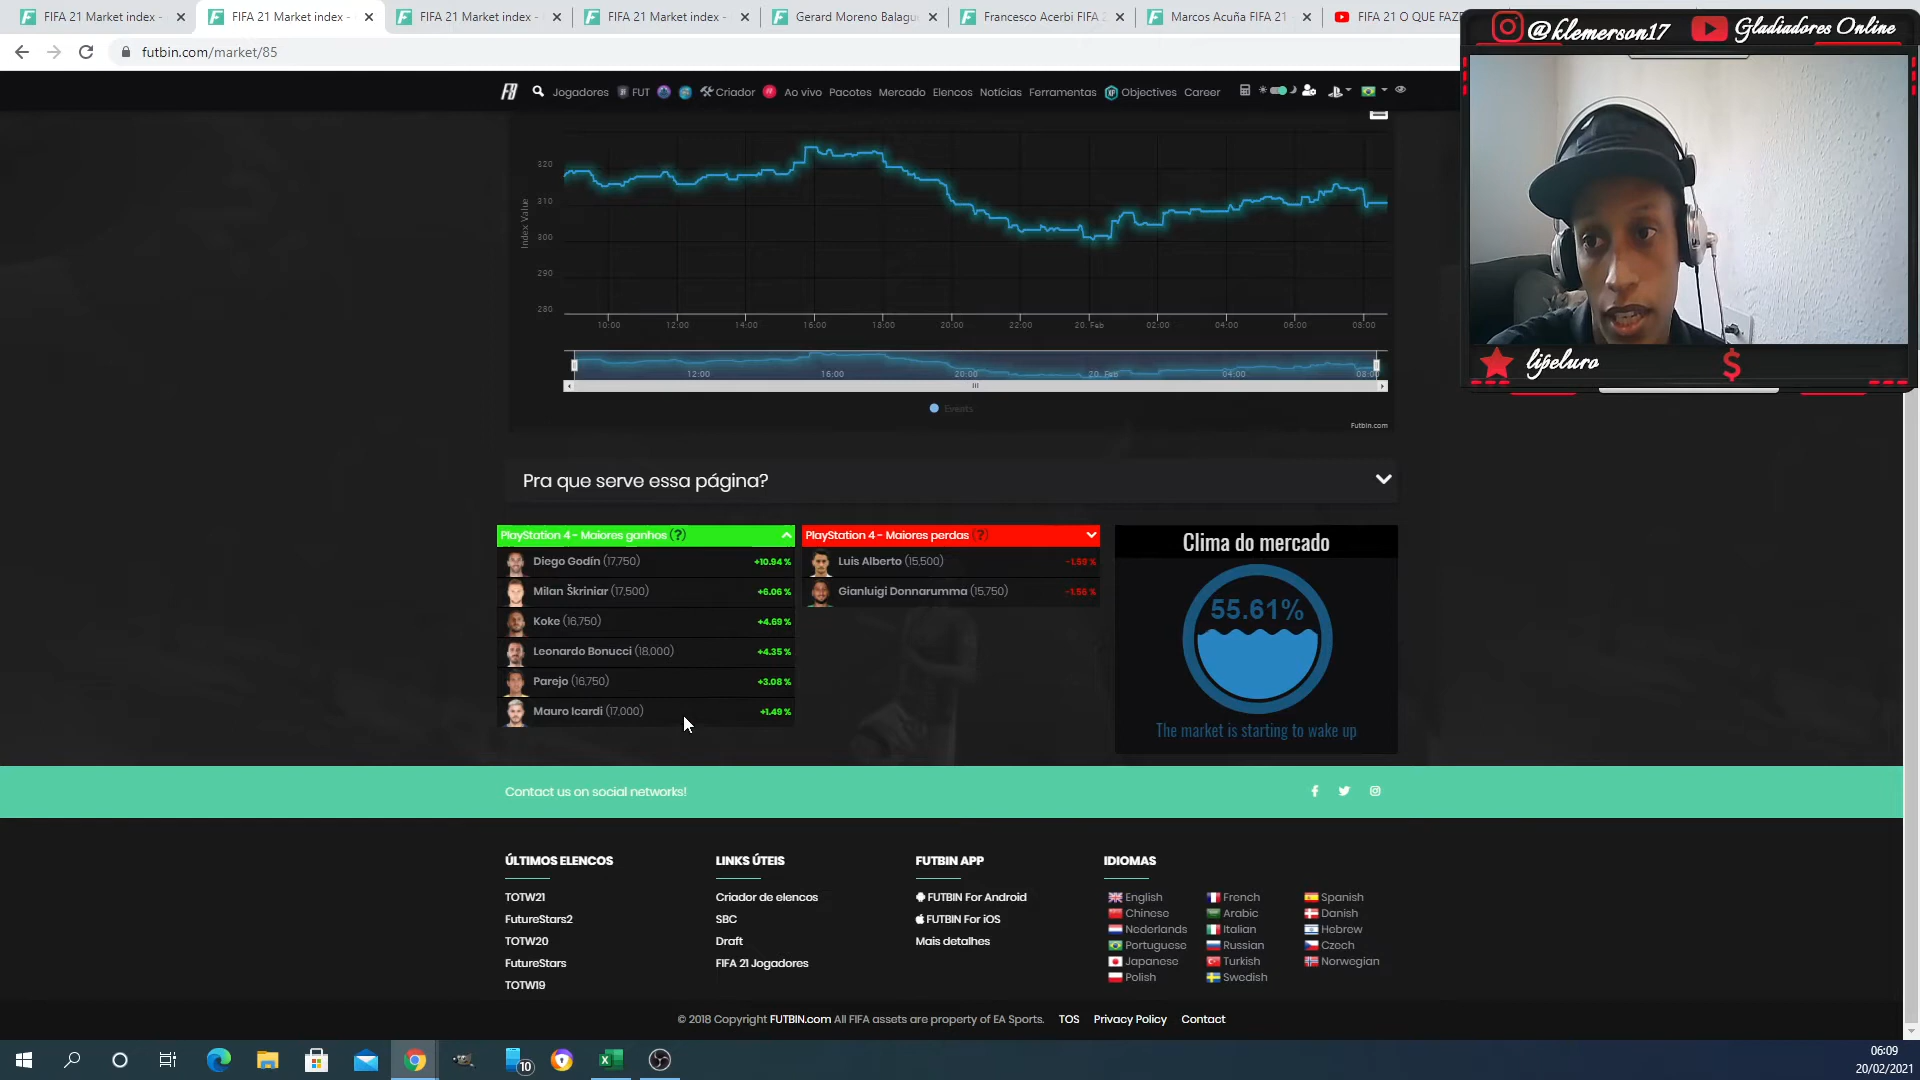 FIFA 21 Market index -
FIFA 21 Market index -
FIFA 21 Market index -
FIFA 21 Market index -
Gerard Moreno Balagu
Francesco Acerbi FIFA 2
Marcos Acuña FIFA 21
FIFA 21 O QUE FAZE
futbin.com/market/85
@klemerson17
Gladiadores Online
Jogadores
FUT
Criador
Ao vivo
Pacotes
Mercado
Elencos
Notícias
Ferramentas
Objectives
Career
Index Value
320
310
300
290
280
10:00
12:00
14:00
16:00
18:00
20:00
22:00
20. Feb
02:00
04:00
06:00
08:00
12:00
16:00
20:00
20. Feb
04:00
08:00
Events
Futbin.com
lipeluro
$
Pra que serve essa página?
PlayStation 4 - Maiores ganhos (?)
Diego Godín (17,750) +10.94 %
Milan Škriniar (17,500) +6.06 %
Koke (16,750) +4.69 %
Leonardo Bonucci (18,000) +4.35 %
Parejo (16,750) +3.08 %
Mauro Icardi (17,000) +1.49 %
PlayStation 4 - Maiores perdas (?)
Luis Alberto (15,500) -1.59 %
Gianluigi Donnarumma (15,750) -1.56 %
Clima do mercado
55.61%
The market is starting to wake up
Contact us on social networks!
ÚLTIMOS ELENCOS
TOTW21
FutureStars2
TOTW20
FutureStars
TOTW19
LINKS ÚTEIS
Criador de elencos
SBC
Draft
FIFA 21 Jogadores
FUTBIN APP
FUTBIN For Android
FUTBIN For iOS
Mais detalhes
IDIOMAS
English
French
Spanish
Chinese
Arabic
Danish
Nederlands
Italian
Hebrew
Portuguese
Russian
Czech
Japanese
Turkish
Norwegian
Polish
Swedish
© 2018 Copyright FUTBIN.com All FIFA assets are property of EA Sports. TOS Privacy Policy Contact
10
06:09
20/02/2021